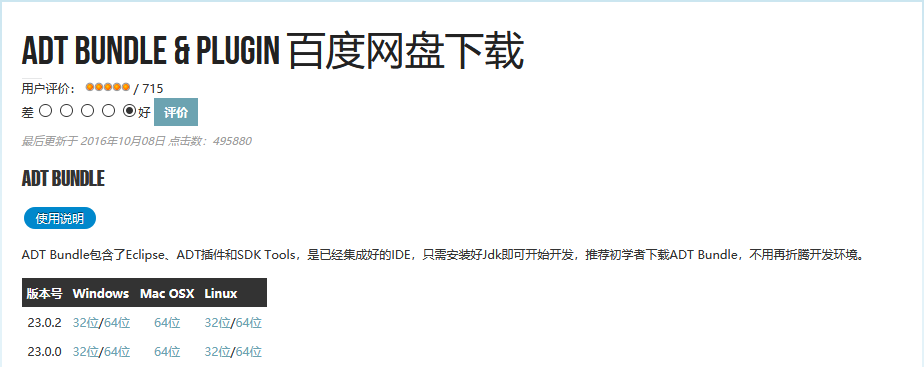 ADT BUNDLE & PLUGIN 百度网盘下载
用户评价： / 715
差 好 评价
最后更新于 2016年10月08日 点击数：495880
ADT BUNDLE
使用说明
ADT Bundle包含了Eclipse、ADT插件和SDK Tools，是已经集成好的IDE，只需安装好Jdk即可开始开发，推荐初学者下载ADT Bundle，不用再折腾开发环境。
版本号 Windows Mac OSX Linux
23.0.2 32位/64位 64位 32位/64位
23.0.0 32位/64位 64位 32位/64位